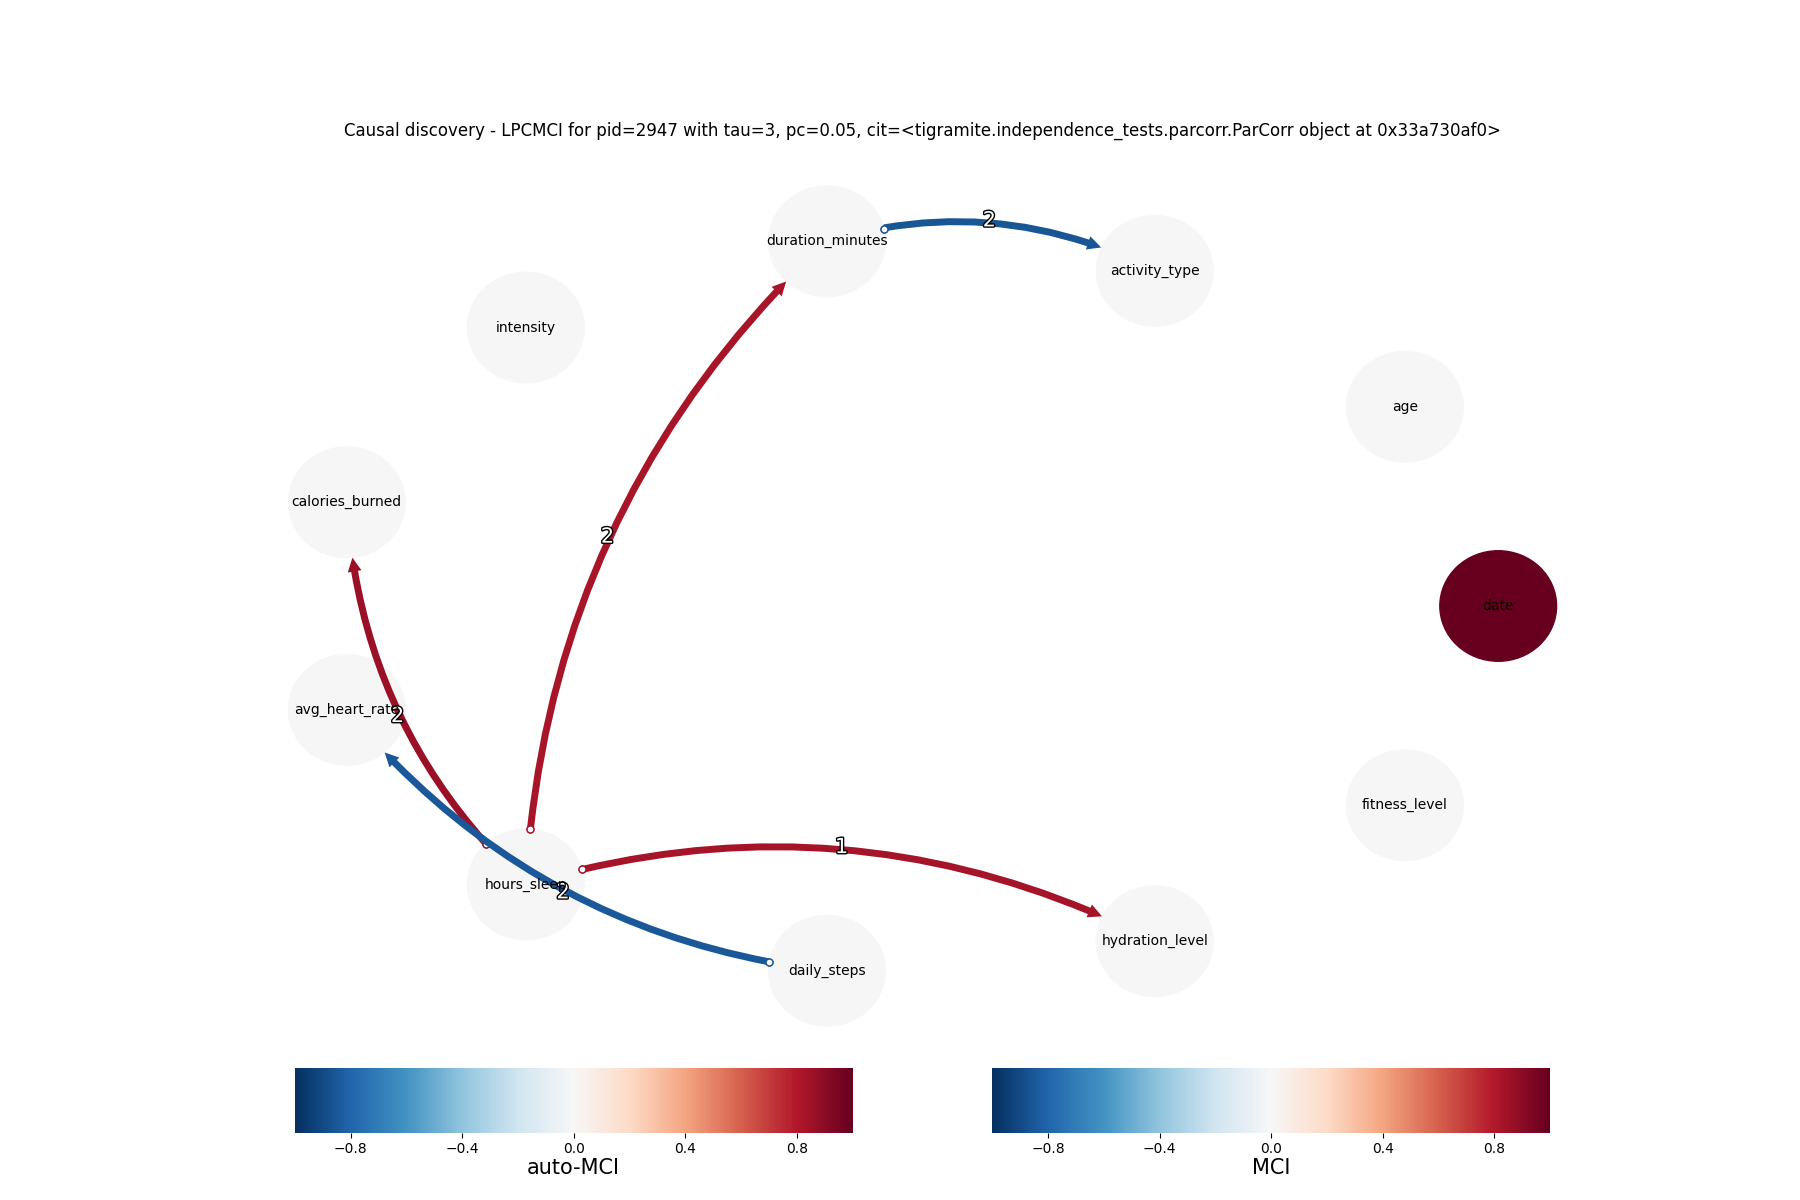 Causal discovery - LPCMCI for pid=2947 with tau=3, pc=0.05, cit=<tigramite.independence_tests.parcorr.ParCorr object at 0x33a730af0>
duration_minutes
2
activity_type
intensity
age
calories_burned
2
date
avg_heart_rate
2
fitness_level
1
hours_sleep
2
hydration_level
daily_steps
−0.8 −0.4 0.0 0.4 0.8
auto-MCI
−0.8 −0.4 0.0 0.4 0.8
MCI